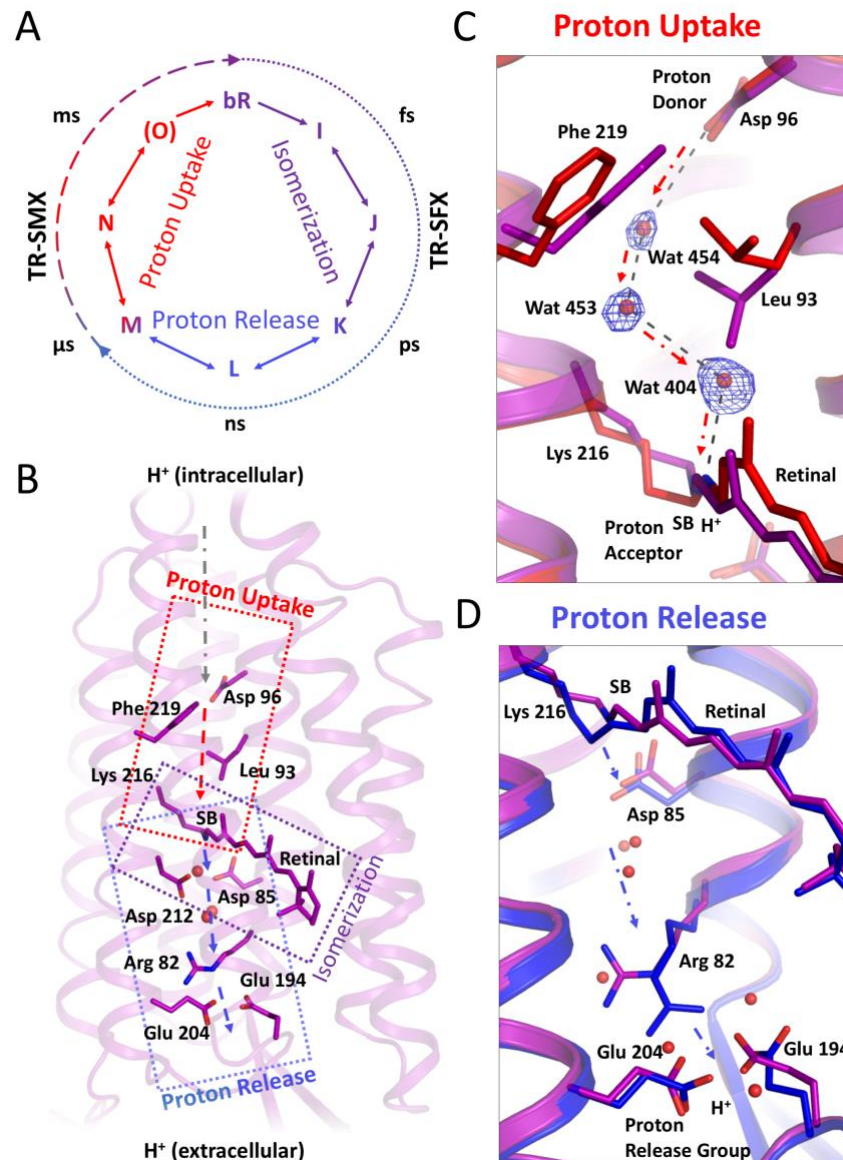 A
ms
fs
(O)
bR
I
N
J
M
K
L
Proton Uptake
Isomerization
Proton Release
TR-SMX
TR-SFX
µs
ps
ns
B
H⁺ (intracellular)
Proton Uptake
Asp 96
Phe 219
Leu 93
Lys 216
SB
Retinal
Asp 85
Asp 212
Isomerization
Arg 82
Glu 194
Glu 204
Proton Release
H⁺ (extracellular)
C
Proton Uptake
Proton
Donor
Asp 96
Phe 219
Wat 454
Leu 93
Wat 453
Wat 404
Lys 216
Retinal
SB H⁺
Proton
Acceptor
D
Proton Release
SB
Lys 216
Retinal
Asp 85
Arg 82
Glu 204
Glu 194
H⁺
Proton
Release Group